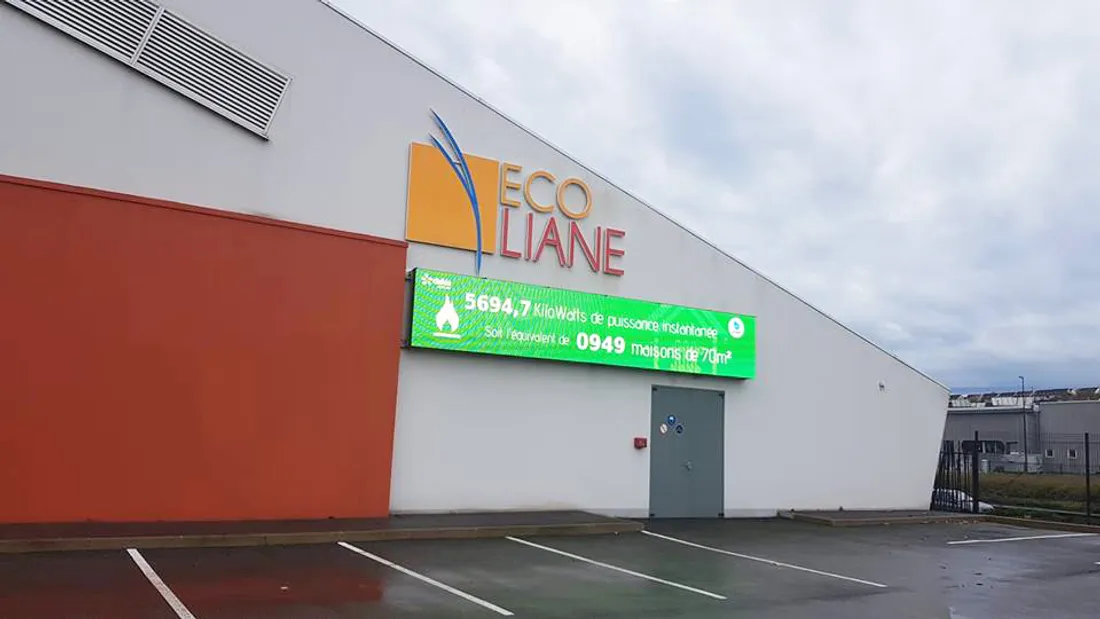 ECO
LIANE
5694,7 KiloWatts de puissance instantanée
Soit l'équivalent de 0949 maisons de 70m²